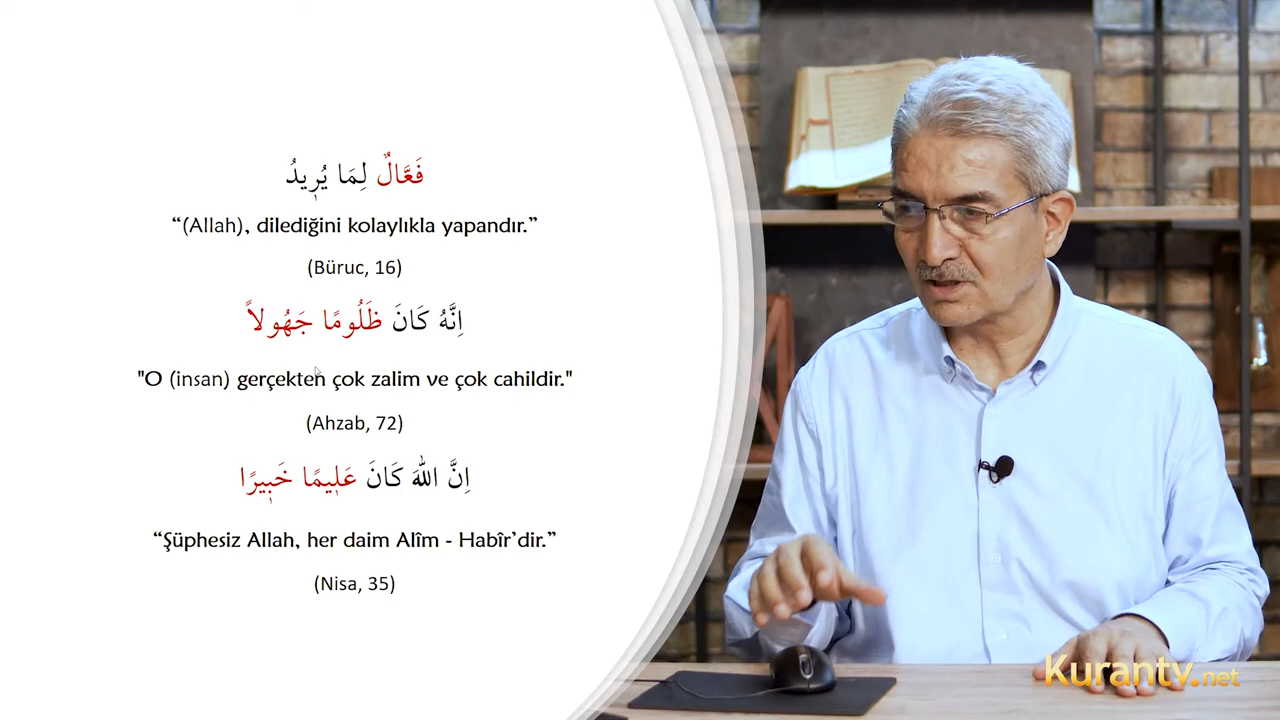 فَعَّالٌ لِمَا يُرِيدُ
“(Allah), dilediğini kolaylıkla yapandır.”
(Büruc, 16)
اِنَّهُ كَانَ ظَلُومًا جَهُولاً
"O (insan) gerçekten çok zalim ve çok cahildir."
(Ahzab, 72)
اِنَّ اللهَ كَانَ عَلِيمًا خَبِيرًا
“Şüphesiz Allah, her daim Alîm - Habîr’dir.”
(Nisa, 35)
Kurantv.net